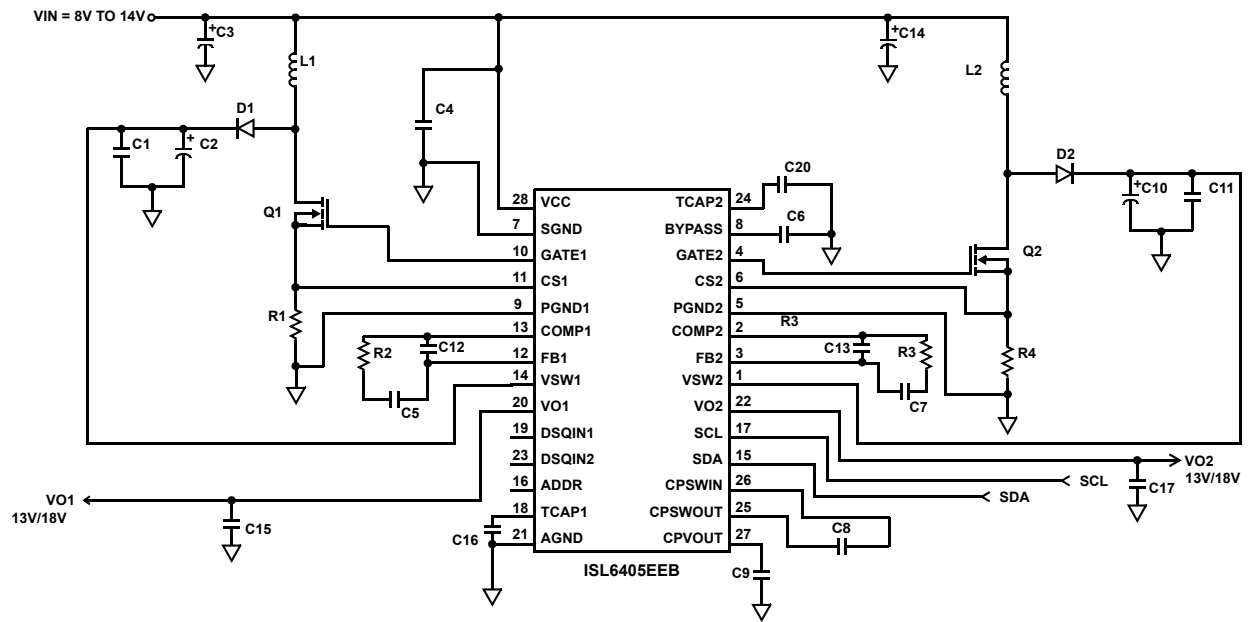 VIN = 8V TO 14V
+
C3
L1
+
C14
L2
D1
C4
C1
+
C2
C20
D2
C6
+
C10
C11
Q1
Q2
28 VCC TCAP2 24
7 SGND BYPASS 8
10 GATE1 GATE2 4
11 CS1 CS2 6
9 PGND1 PGND2 5
13 COMP1 COMP2 2
12 FB1 FB2 3
14 VSW1 VSW2 1
20 VO1 VO2 22
19 DSQIN1 SCL 17
23 DSQIN2 SDA 15
16 ADDR CPSWIN 26
18 TCAP1 CPSWOUT 25
21 AGND CPVOUT 27
R1
R3
R2
C12
C13
R3
R4
C5
C7
VO1
13V/18V
C15
C16
SCL
SDA
VO2
13V/18V
C17
C8
C9
ISL6405EEB